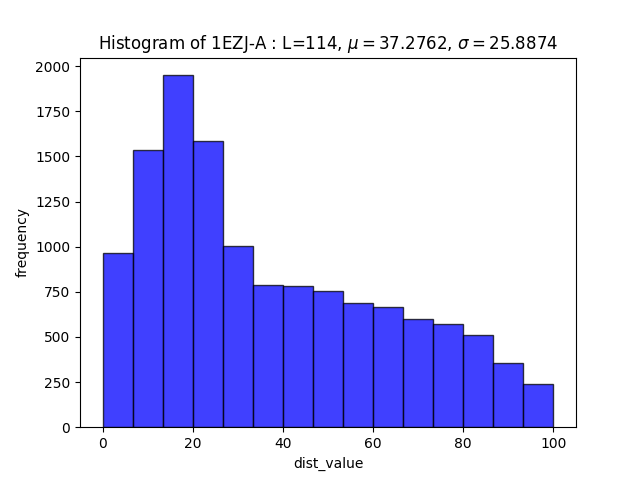 Histogram of 1EZJ-A : L=114, μ = 37.2762, σ = 25.8874
2000
1750
1500
1250
1000
750
500
250
0
frequency
0 20 40 60 80 100
dist_value